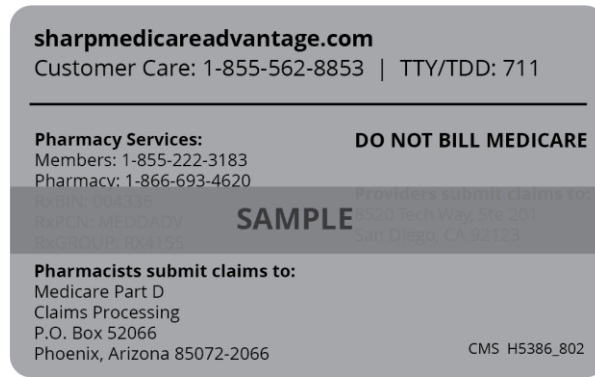 sharpmedicareadvantage.com
Customer Care: 1-855-562-8853 | TTY/TDD: 711
Pharmacy Services:
Members: 1-855-222-3183
Pharmacy: 1-866-693-4620
RxBIN: 004336
RxPCN: MEDDADV
RxGROUP: RX4155
DO NOT BILL MEDICARE
Providers submit claims to:
8520 Tech Way, Ste 201
San Diego, CA 92123
SAMPLE
Pharmacists submit claims to:
Medicare Part D
Claims Processing
P.O. Box 52066
Phoenix, Arizona 85072-2066
CMS H5386_802